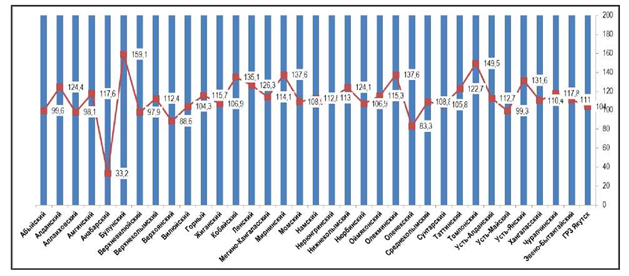 200
180
160
140
120
100
80
60
40
20
0
99,6
124,4
98,1
117,6
33,2
159,1
97,9
112,4
88,6
104,3
115,7
106,9
135,1
126,3
114,1
137,6
108,5
112,8
113
124,1
106,9
115,3
137,6
83,3
108,6
105,8
122,7
149,5
112,7
99,3
131,6
110,4
117,8
111
Абыйский
Алданский
Аллаиховский
Амгинский
Анабарский
Булунский
Верхневилюйский
Верхнеколымский
Верхоянский
Вилюйский
Горный
Жиганский
Кобяйский
Ленский
Мегино-Кангаласский
Мирнинский
Момский
Намский
Нерюнгринский
Нижнеколымский
Нюрбинский
Оймяконский
Олекминский
Оленекский
Среднеколымский
Сунтарский
Таттинский
Томпонский
Усть-Алданский
Усть-Майский
Усть-Янский
Хангаласский
Чурапчинский
Эвено-Бытантайский
ГРЭ Якутск